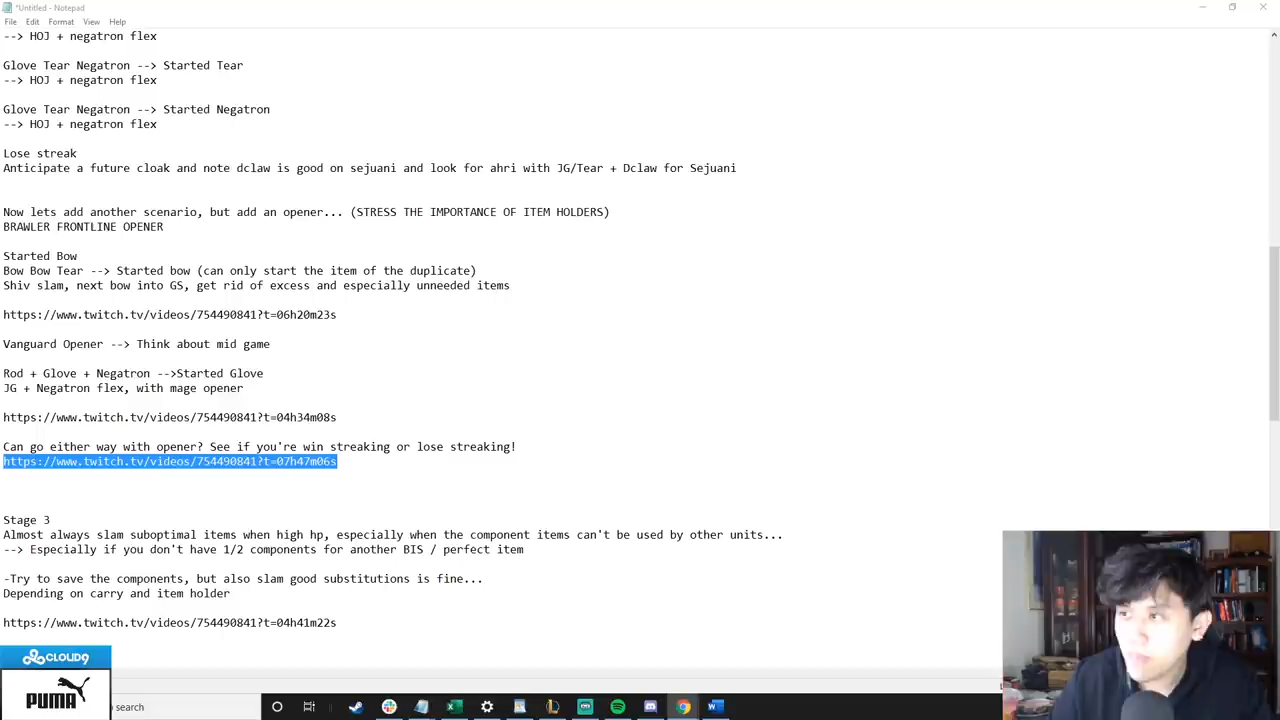 *Untitled - Notepad
File Edit Format View Help
--> HOJ + negatron flex
Glove Tear Negatron --> Started Tear
--> HOJ + negatron flex
Glove Tear Negatron --> Started Negatron
--> HOJ + negatron flex
Lose streak
Anticipate a future cloak and note dclaw is good on sejuani and look for ahri with JG/Tear + Dclaw for Sejuani
Now lets add another scenario, but add an opener... (STRESS THE IMPORTANCE OF ITEM HOLDERS)
BRAWLER FRONTLINE OPENER
Started Bow
Bow Bow Tear --> Started bow (can only start the item of the duplicate)
Shiv slam, next bow into GS, get rid of excess and especially unneeded items
https://www.twitch.tv/videos/754490841?t=06h20m23s
Vanguard Opener --> Think about mid game
Rod + Glove + Negatron -->Started Glove
JG + Negatron flex, with mage opener
https://www.twitch.tv/videos/754490841?t=04h34m08s
Can go either way with opener? See if you're win streaking or lose streaking!
https://www.twitch.tv/videos/754490841?t=07h47m06s
Stage 3
Almost always slam suboptimal items when high hp, especially when the component items can't be used by other units...
--> Especially if you don't have 1/2 components for another BIS / perfect item
-Try to save the components, but also slam good substitutions is fine...
Depending on carry and item holder
https://www.twitch.tv/videos/754490841?t=04h41m22s
CLOUD9
PUMA
search